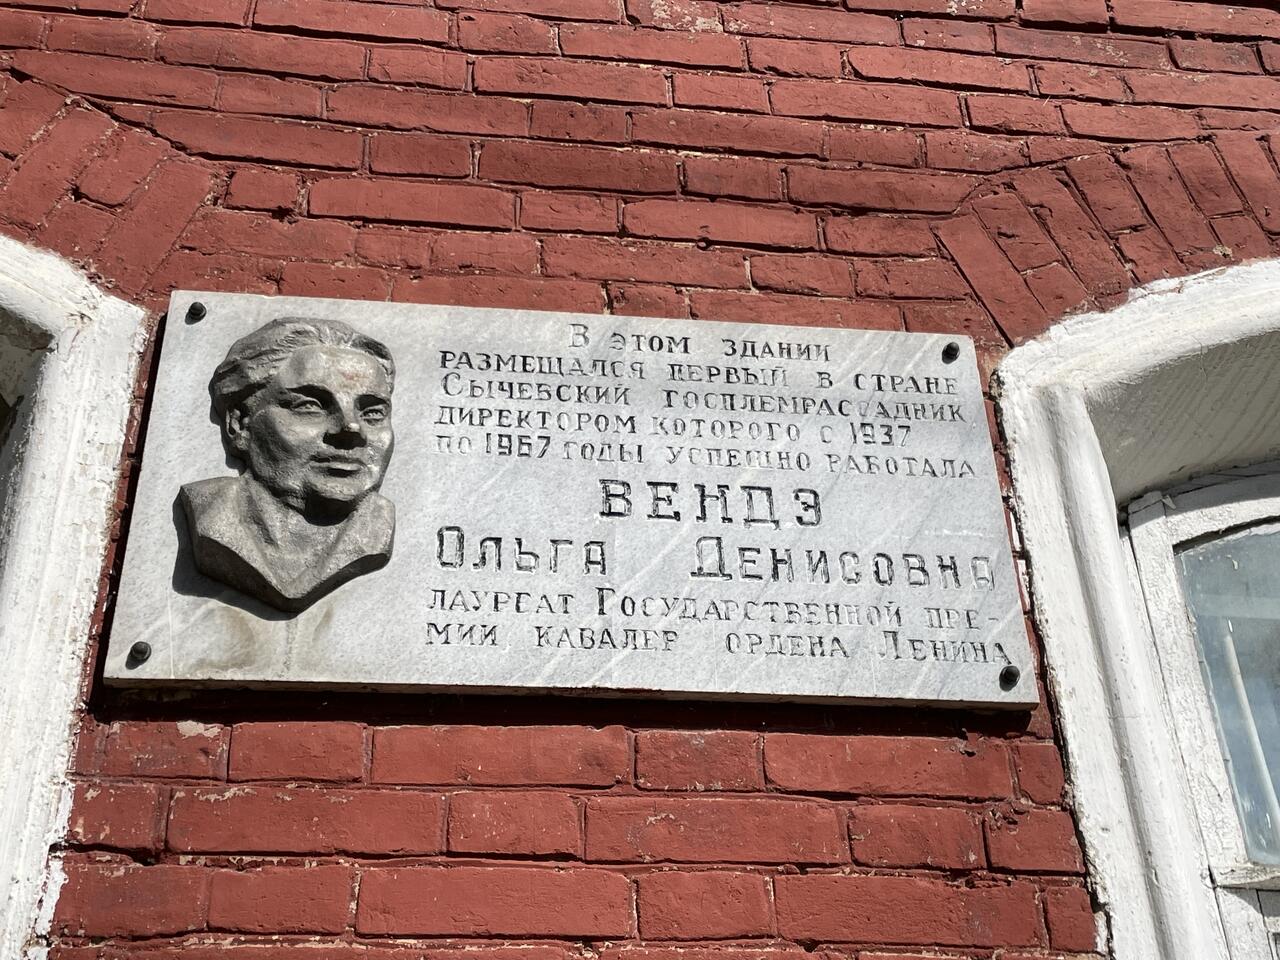 В ЭТОМ ЗДАНИИ
РАЗМЕЩАЛСЯ ПЕРВЫЙ В СТРАНЕ
СЫЧЕВСКИЙ ГОСПЛЕМРАССАДНИК,
ДИРЕКТОРОМ КОТОРОГО С 1937
ПО 1967 ГОДЫ УСПЕШНО РАБОТАЛА
ВЕНДЭ
ОЛЬГА ДЕНИСОВНА
ЛАУРЕАТ ГОСУДАРСТВЕННОЙ ПРЕ-
МИИ КАВАЛЕР ОРДЕНА ЛЕНИНА